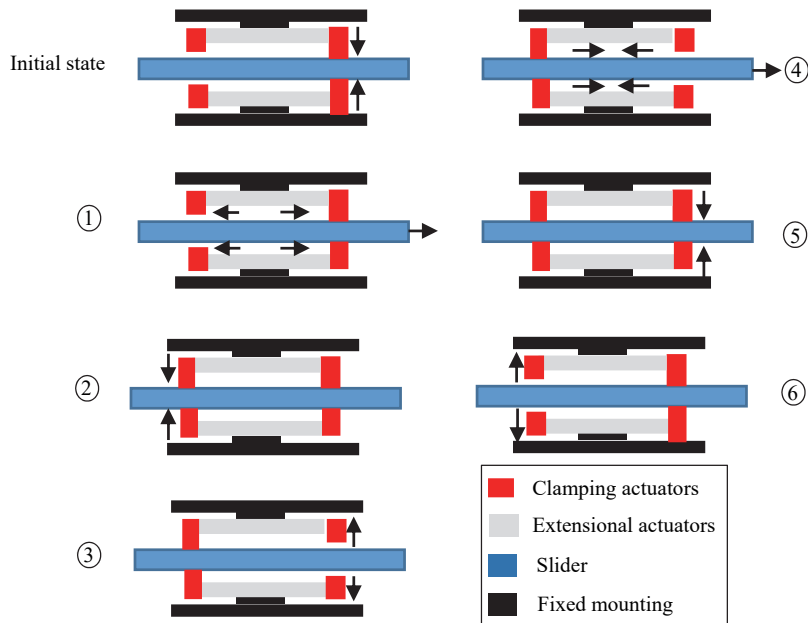 Initial state
④
①
⑤
②
⑥
③
Clamping actuators
Extensional actuators
Slider
Fixed mounting